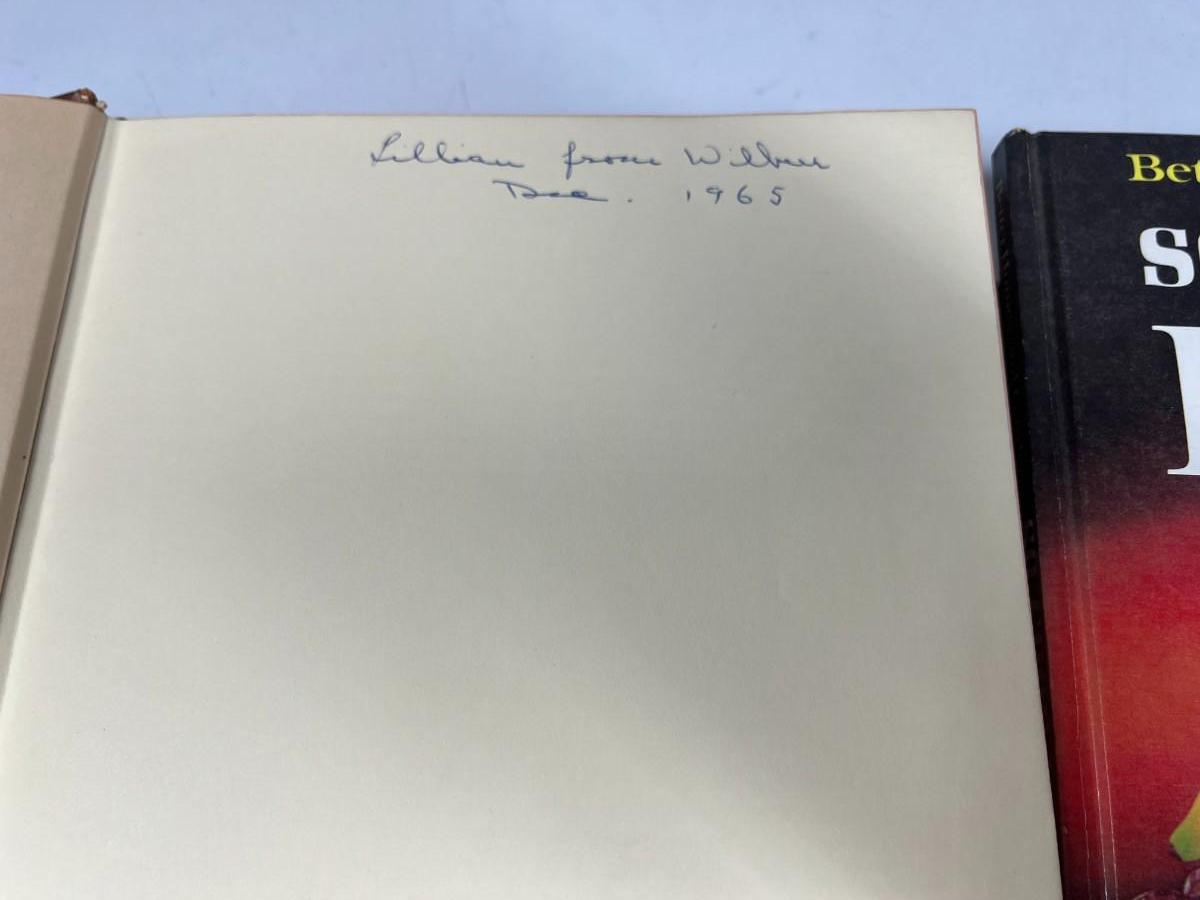 Lillian from Wilbur
Dec. 1965
Bet
S